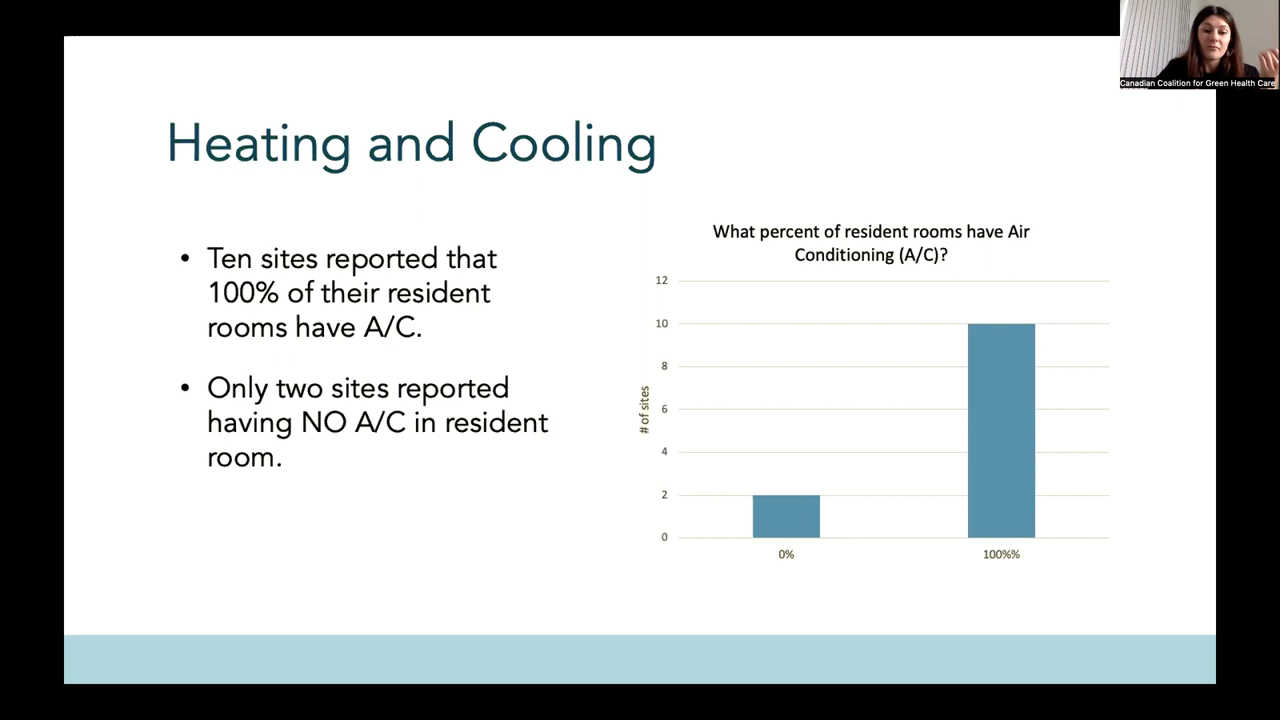 Canadian Coalition for Green Health Care
Heating and Cooling
• Ten sites reported that
100% of their resident
rooms have A/C.
• Only two sites reported
having NO A/C in resident
room.
What percent of resident rooms have Air
Conditioning (A/C)?
12
10
8
6
4
2
0
# of sites
0%
100%%